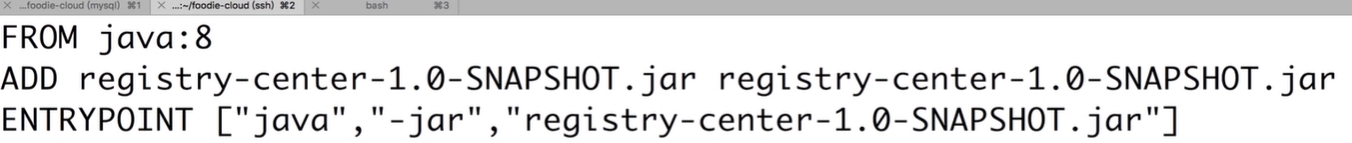 × ...foodie-cloud (mysql) ⌘1 × ...:~/foodie-cloud (ssh) ⌘2 × bash ⌘3
FROM java:8
ADD registry-center-1.0-SNAPSHOT.jar registry-center-1.0-SNAPSHOT.jar
ENTRYPOINT ["java","-jar","registry-center-1.0-SNAPSHOT.jar"]